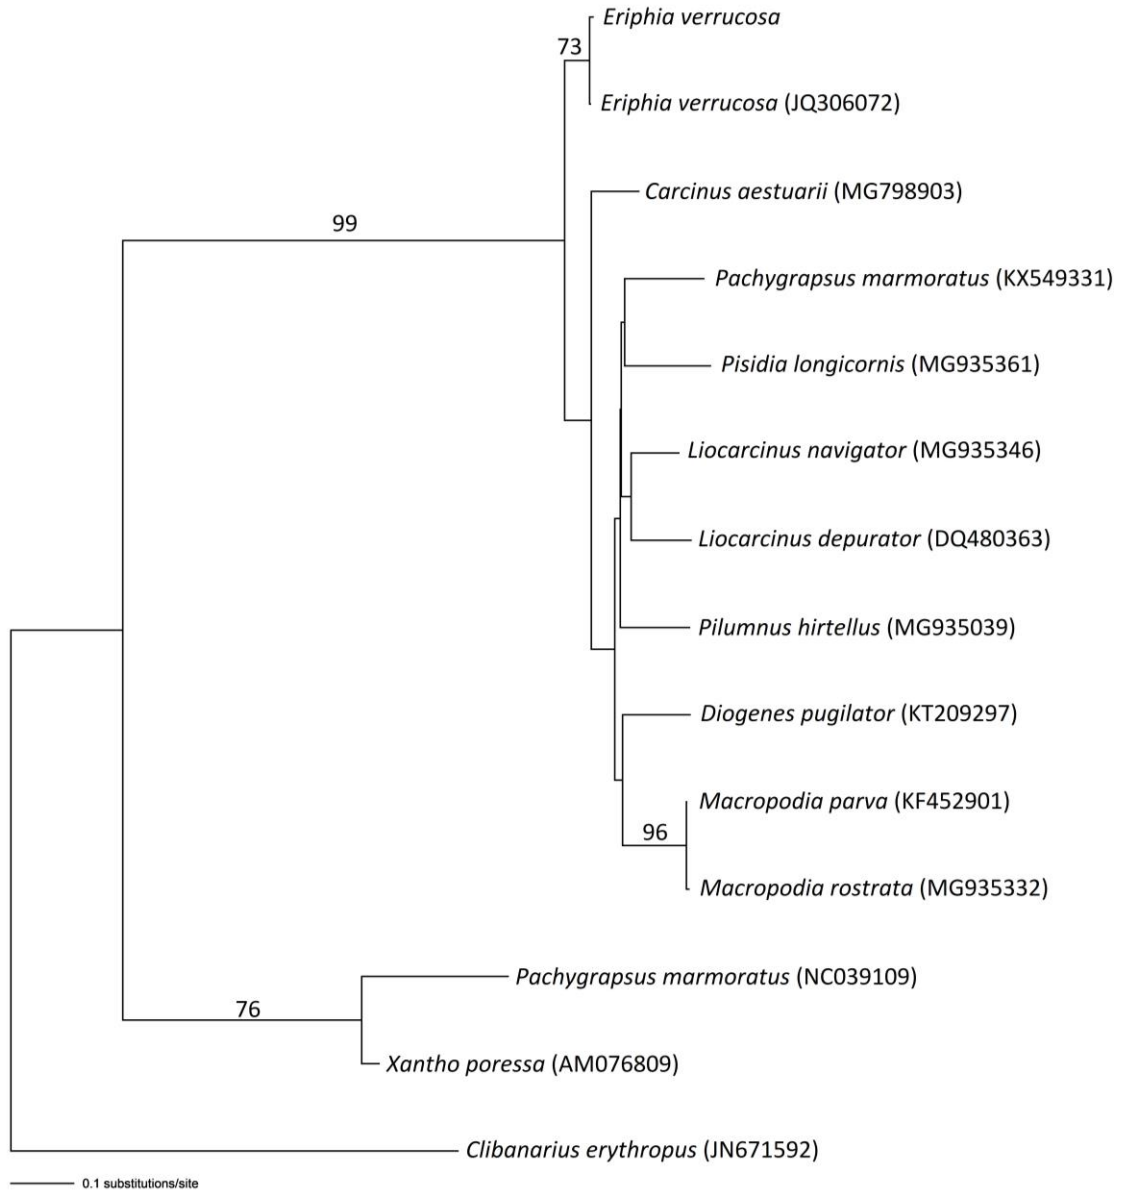 Eriphia verrucosa
73
Eriphia verrucosa (JQ306072)
Carcinus aestuarii (MG798903)
99
Pachygrapsus marmoratus (KX549331)
Pisidia longicornis (MG935361)
Liocarcinus navigator (MG935346)
Liocarcinus depurator (DQ480363)
Pilumnus hirtellus (MG935039)
Diogenes pugilator (KT209297)
Macropodia parva (KF452901)
96
Macropodia rostrata (MG935332)
Pachygrapsus marmoratus (NC039109)
76
Xantho poressa (AM076809)
Clibanarius erythropus (JN671592)
0.1 substitutions/site